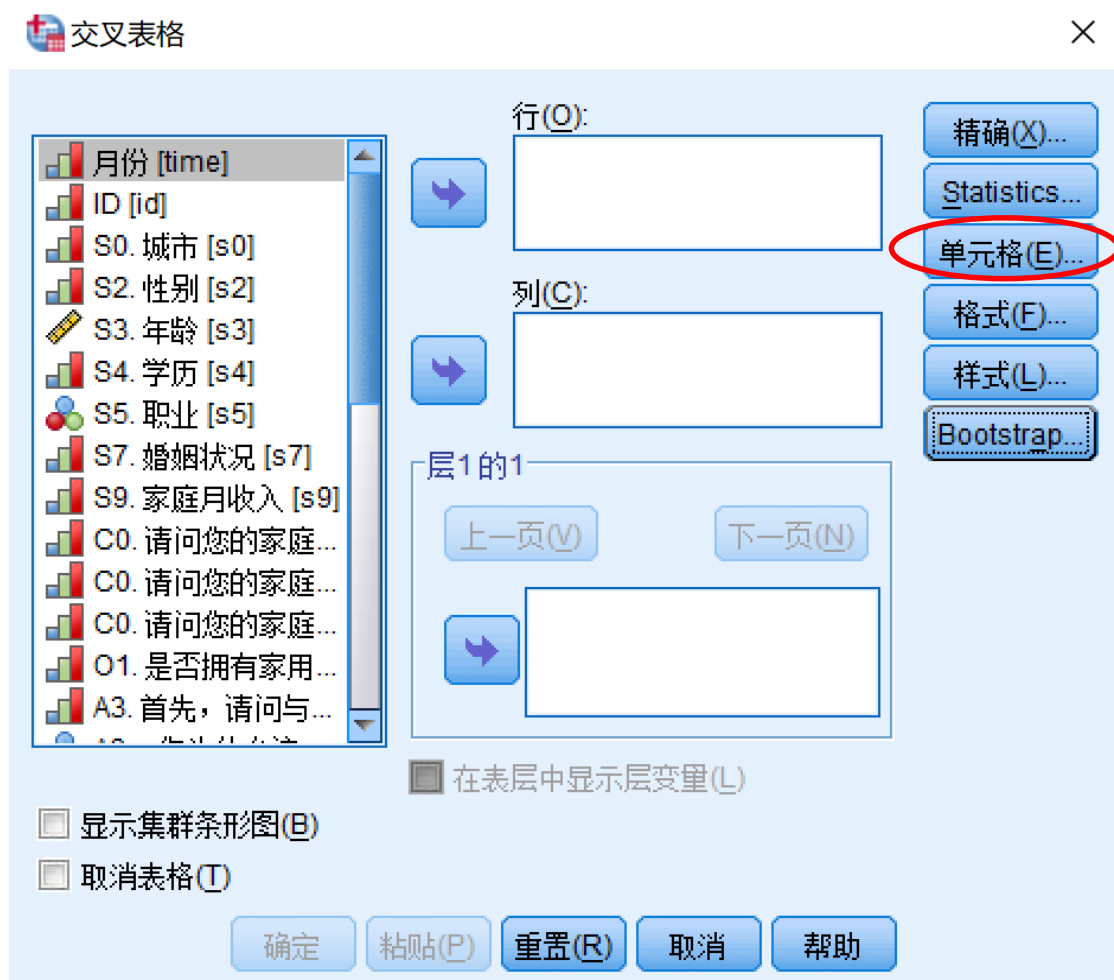 交叉表格
月份 [time]
ID [id]
S0. 城市 [s0]
S2. 性别 [s2]
S3. 年龄 [s3]
S4. 学历 [s4]
S5. 职业 [s5]
S7. 婚姻状况 [s7]
S9. 家庭月收入 [s9]
C0. 请问您的家庭...
C0. 请问您的家庭...
C0. 请问您的家庭...
O1. 是否拥有家用...
A3. 首先，请问与...
行(O):
列(C):
层1的1
上一页(V)
下一页(N)
在表层中显示层变量(L)
精确(X)...
Statistics...
单元格(E)...
格式(F)...
样式(L)...
Bootstrap...
显示集群条形图(B)
取消表格(T)
确定
粘贴(P)
重置(R)
取消
帮助